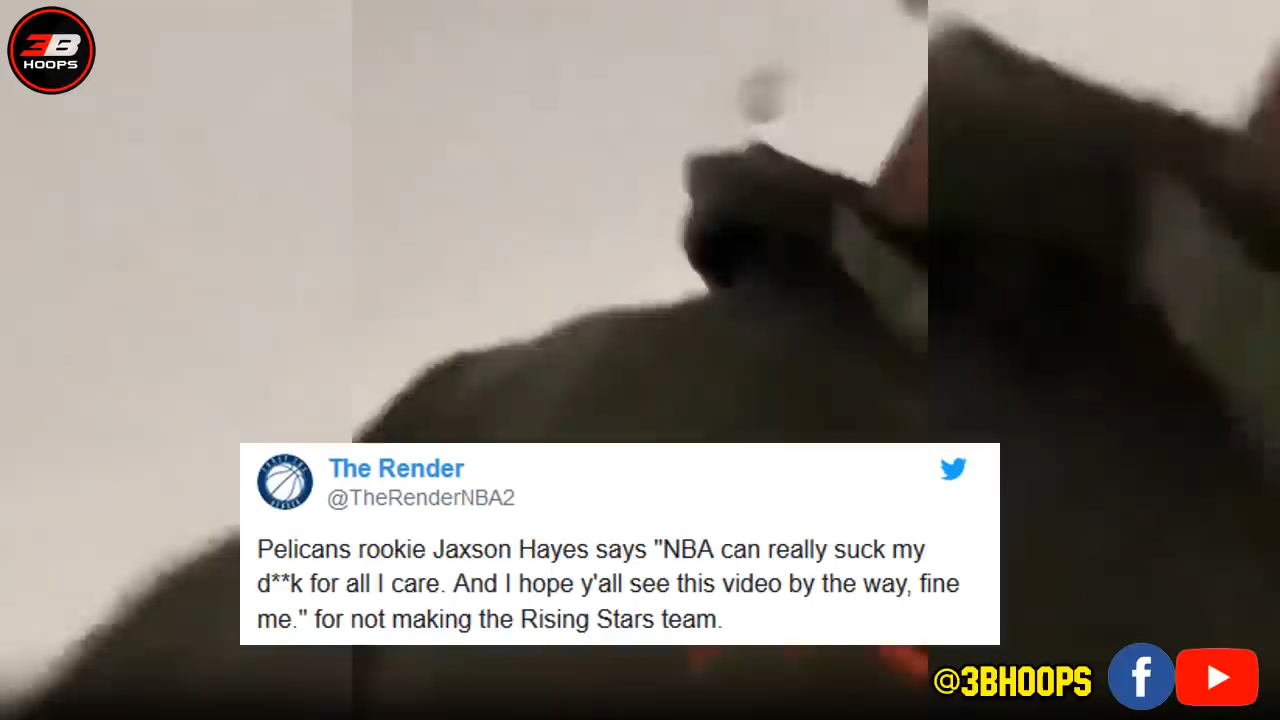 3B
HOOPS
The Render
@TheRenderNBA2
Pelicans rookie Jaxson Hayes says "NBA can really suck my
d**k for all I care. And I hope y'all see this video by the way, fine
me." for not making the Rising Stars team.
@3BHOOPS